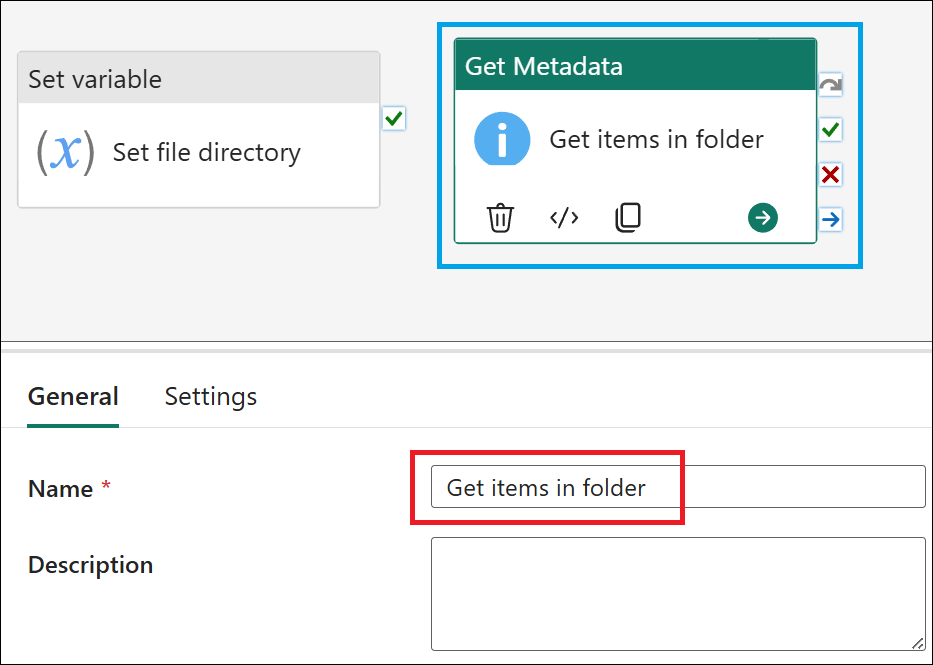 Set variable
(x) Set file directory
Get Metadata
Get items in folder
</>
General Settings
Name * Get items in folder
Description